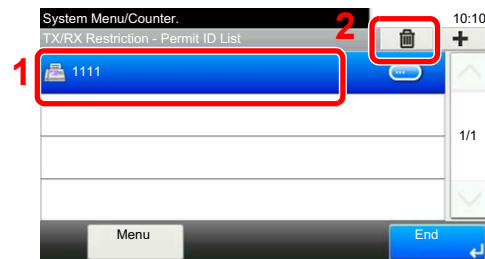 System Menu/Counter. 10:10
TX/RX Restriction - Permit ID List
2
1
1111
1/1
Menu
End